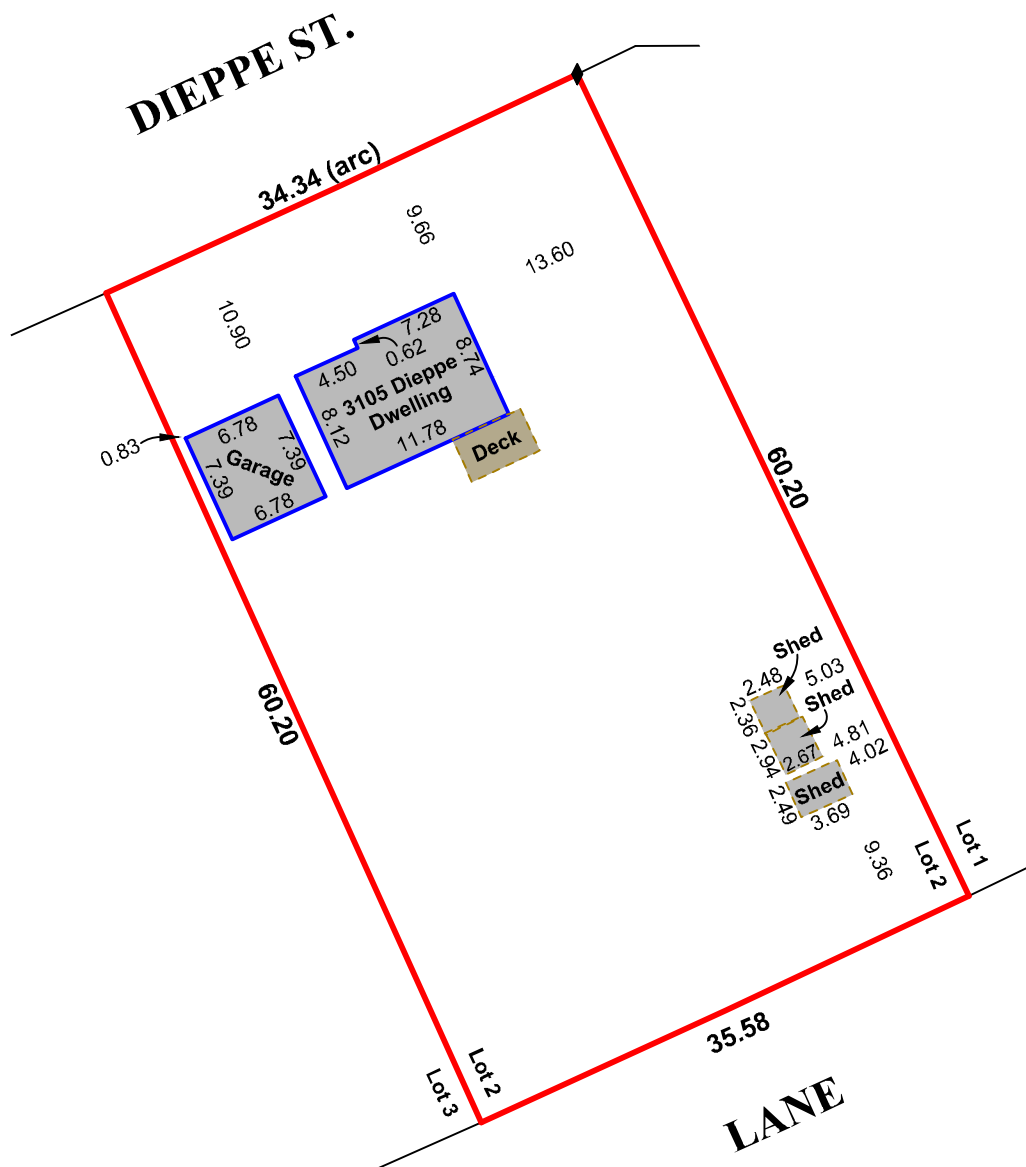 DIEPPE ST.
34.34 (arc)
9.66
13.60
10.90
7.28
0.62
4.50
8.74
3105 Dieppe
Dwelling
8.12
11.78
Deck
0.83
6.78
7.39
Garage
7.39
6.78
60.20
60.20
Shed
2.48
5.03
Shed
2.36
2.94
2.67
4.81
4.02
Shed
2.49
3.69
9.36
Lot 2
Lot 1
35.58
Lot 3
Lot 2
LANE